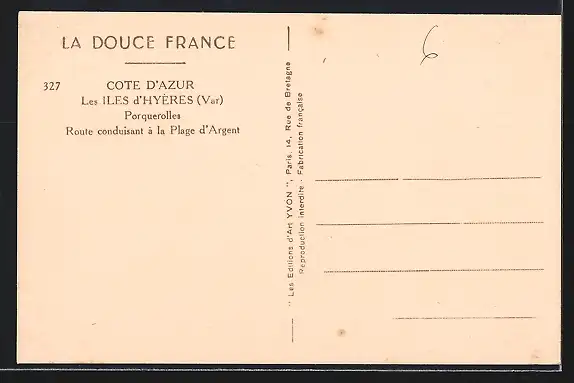 LA DOUCE FRANCE
327 COTE D'AZUR
Les ILES d'HYÈRES (Var)
Porquerolles
Route conduisant à la Plage d'Argent
" Les Editions d'Art YVON ", Paris, 14, Rue de Bretagne
Reproduction interdite - Fabrication française
6